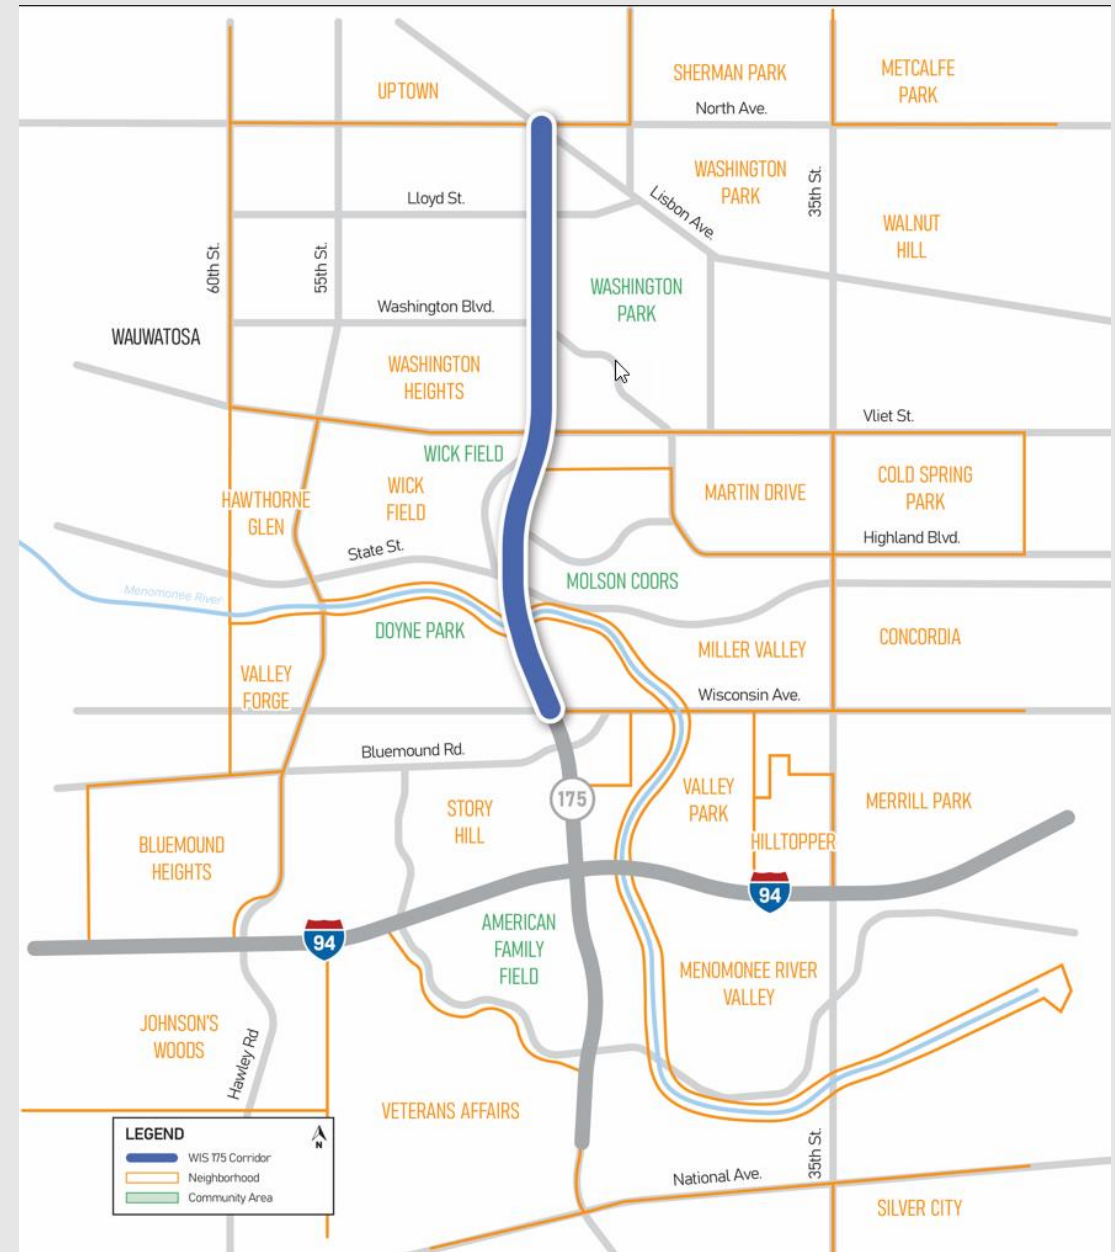 UPTOWN
SHERMAN PARK
METCALFE
PARK
North Ave.
WASHINGTON
PARK
35th St.
Lloyd St.
Lisbon Ave.
WALNUT
HILL
60th St.
55th St.
WASHINGTON
PARK
Washington Blvd.
WAUWATOSA
WASHINGTON
HEIGHTS
Vliet St.
WICK FIELD
WICK
FIELD
HAWTHORNE
GLEN
MARTIN DRIVE
COLD SPRING
PARK
Highland Blvd.
State St.
MOLSON COORS
Menomonee River
DOYNE PARK
CONCORDIA
MILLER VALLEY
VALLEY
FORGE
Wisconsin Ave.
Bluemound Rd.
175
STORY
HILL
VALLEY
PARK
MERRILL PARK
HILLTOPPER
BLUEMOUND
HEIGHTS
94
94
AMERICAN
FAMILY
FIELD
MENOMONEE RIVER
VALLEY
JOHNSON'S
WOODS
Hawley Rd
VETERANS AFFAIRS
LEGEND
N
WIS 175 Corridor
Neighborhood
Community Area
35th St.
National Ave.
SILVER CITY